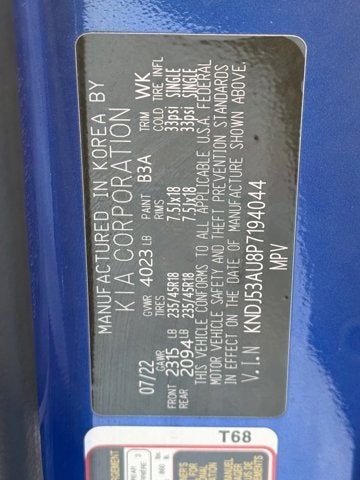 MANUFACTURED IN KOREA BY
KIA CORPORATION
07/22 GVWR 4023 LB PAINT B3A TRIM WK
GAWR TIRES RIMS COLD TIRE INFL
FRONT 2315 LB 235/45R18 7.5Jx18 33psi SINGLE
REAR 2094 LB 235/45R18 7.5Jx18 33psi SINGLE
THIS VEHICLE CONFORMS TO ALL APPLICABLE U.S.A. FEDERAL
MOTOR VEHICLE SAFETY AND THEFT PREVENTION STANDARDS
IN EFFECT ON THE DATE OF MANUFACTURE SHOWN ABOVE.
V.I.N KNDJ53AU8P7194044
MPV
T68